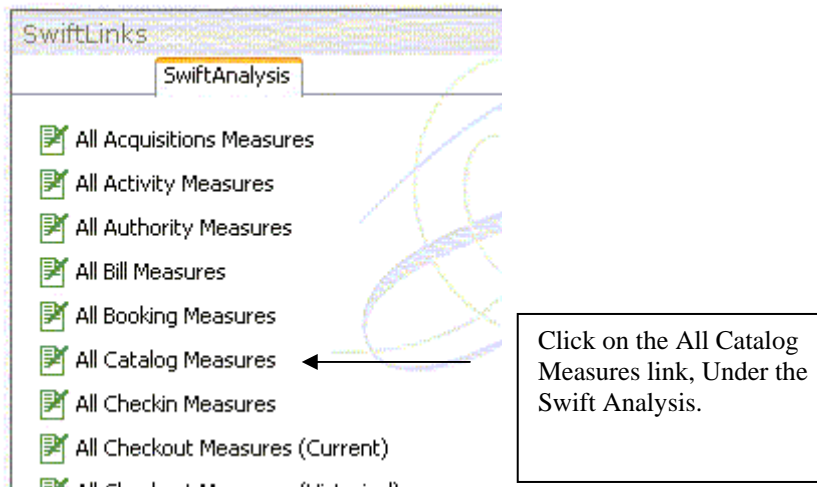 SwiftLinks
SwiftAnalysis
All Acquisitions Measures
All Activity Measures
All Authority Measures
All Bill Measures
All Booking Measures
All Catalog Measures
All Checkin Measures
All Checkout Measures (Current)
Click on the All Catalog
Measures link, Under the
Swift Analysis.